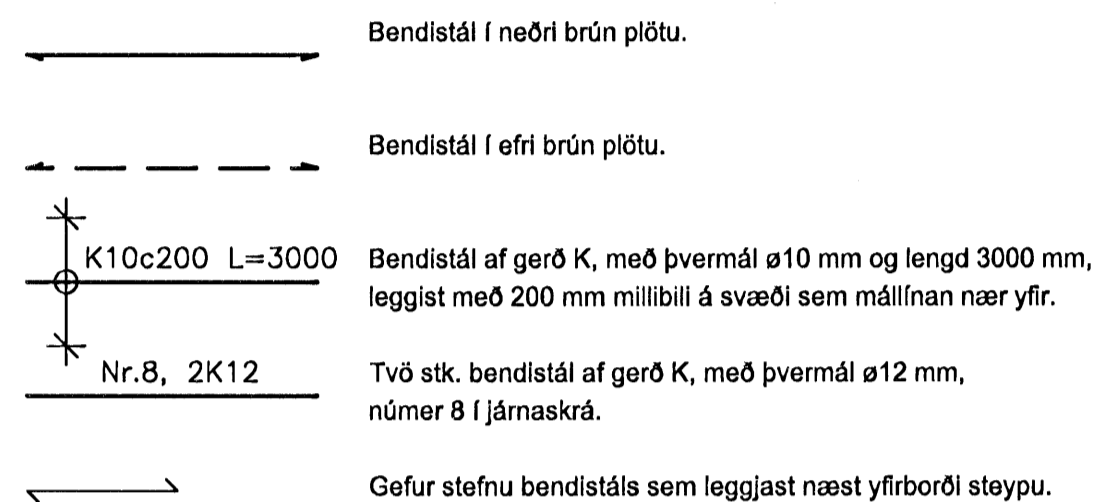 Bendistál í neðri brún plötu.
Bendistál í efri brún plötu.
K10c200 L=3000
Bendistál af gerð K, með þvermál ø10 mm og lengd 3000 mm,
leggist með 200 mm millibili á svæði sem mállínan nær yfir.
Nr.8, 2K12
Tvö stk. bendistál af gerð K, með þvermál ø12 mm,
númer 8 í járnaskrá.
Gefur stefnu bendistáls sem leggjast næst yfirborði steypu.